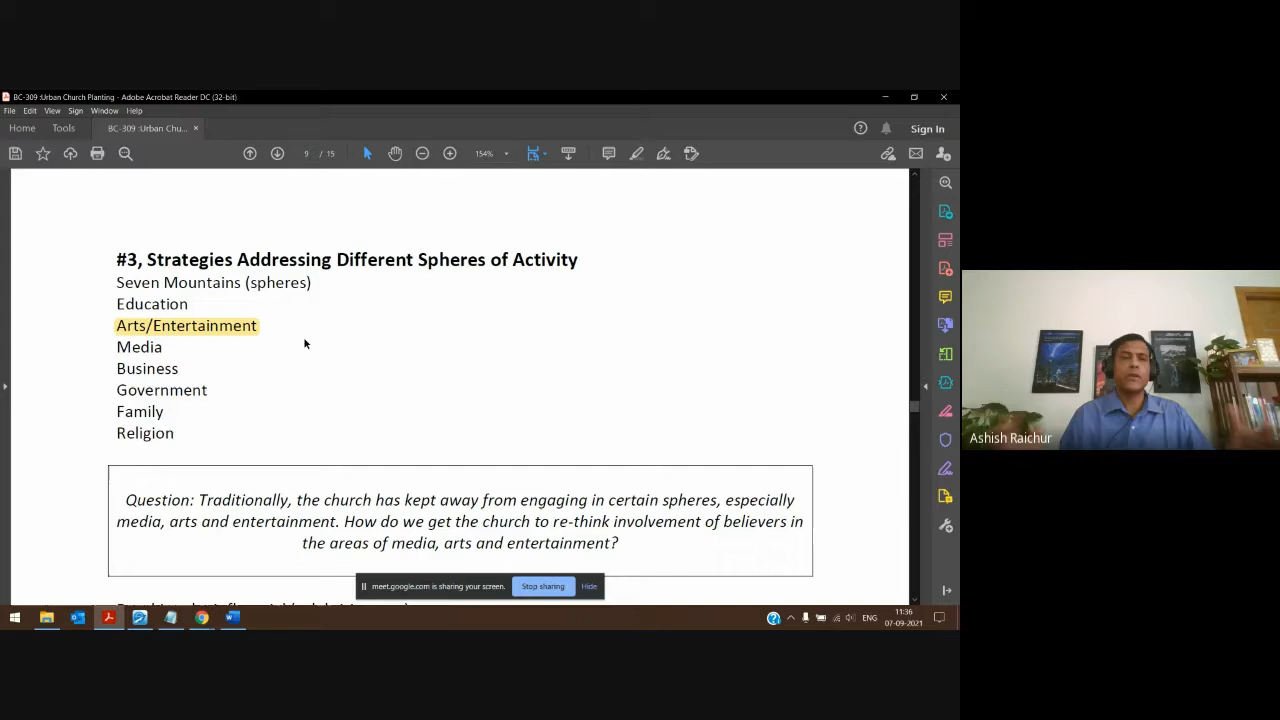 BC-309 :Urban Church Planting - Adobe Acrobat Reader DC (32-bit)
File Edit View Sign Window Help
Home Tools BC-309 :Urban Chu... × Sign In
9 / 15 154%
#3, Strategies Addressing Different Spheres of Activity
Seven Mountains (spheres)
Education
Arts/Entertainment
Media
Business
Government
Family
Religion
Question: Traditionally, the church has kept away from engaging in certain spheres, especially
media, arts and entertainment. How do we get the church to re-think involvement of believers in
the areas of media, arts and entertainment?
meet.google.com is sharing your screen. Stop sharing Hide
ENG
11:36
07-09-2021
Ashish Raichur